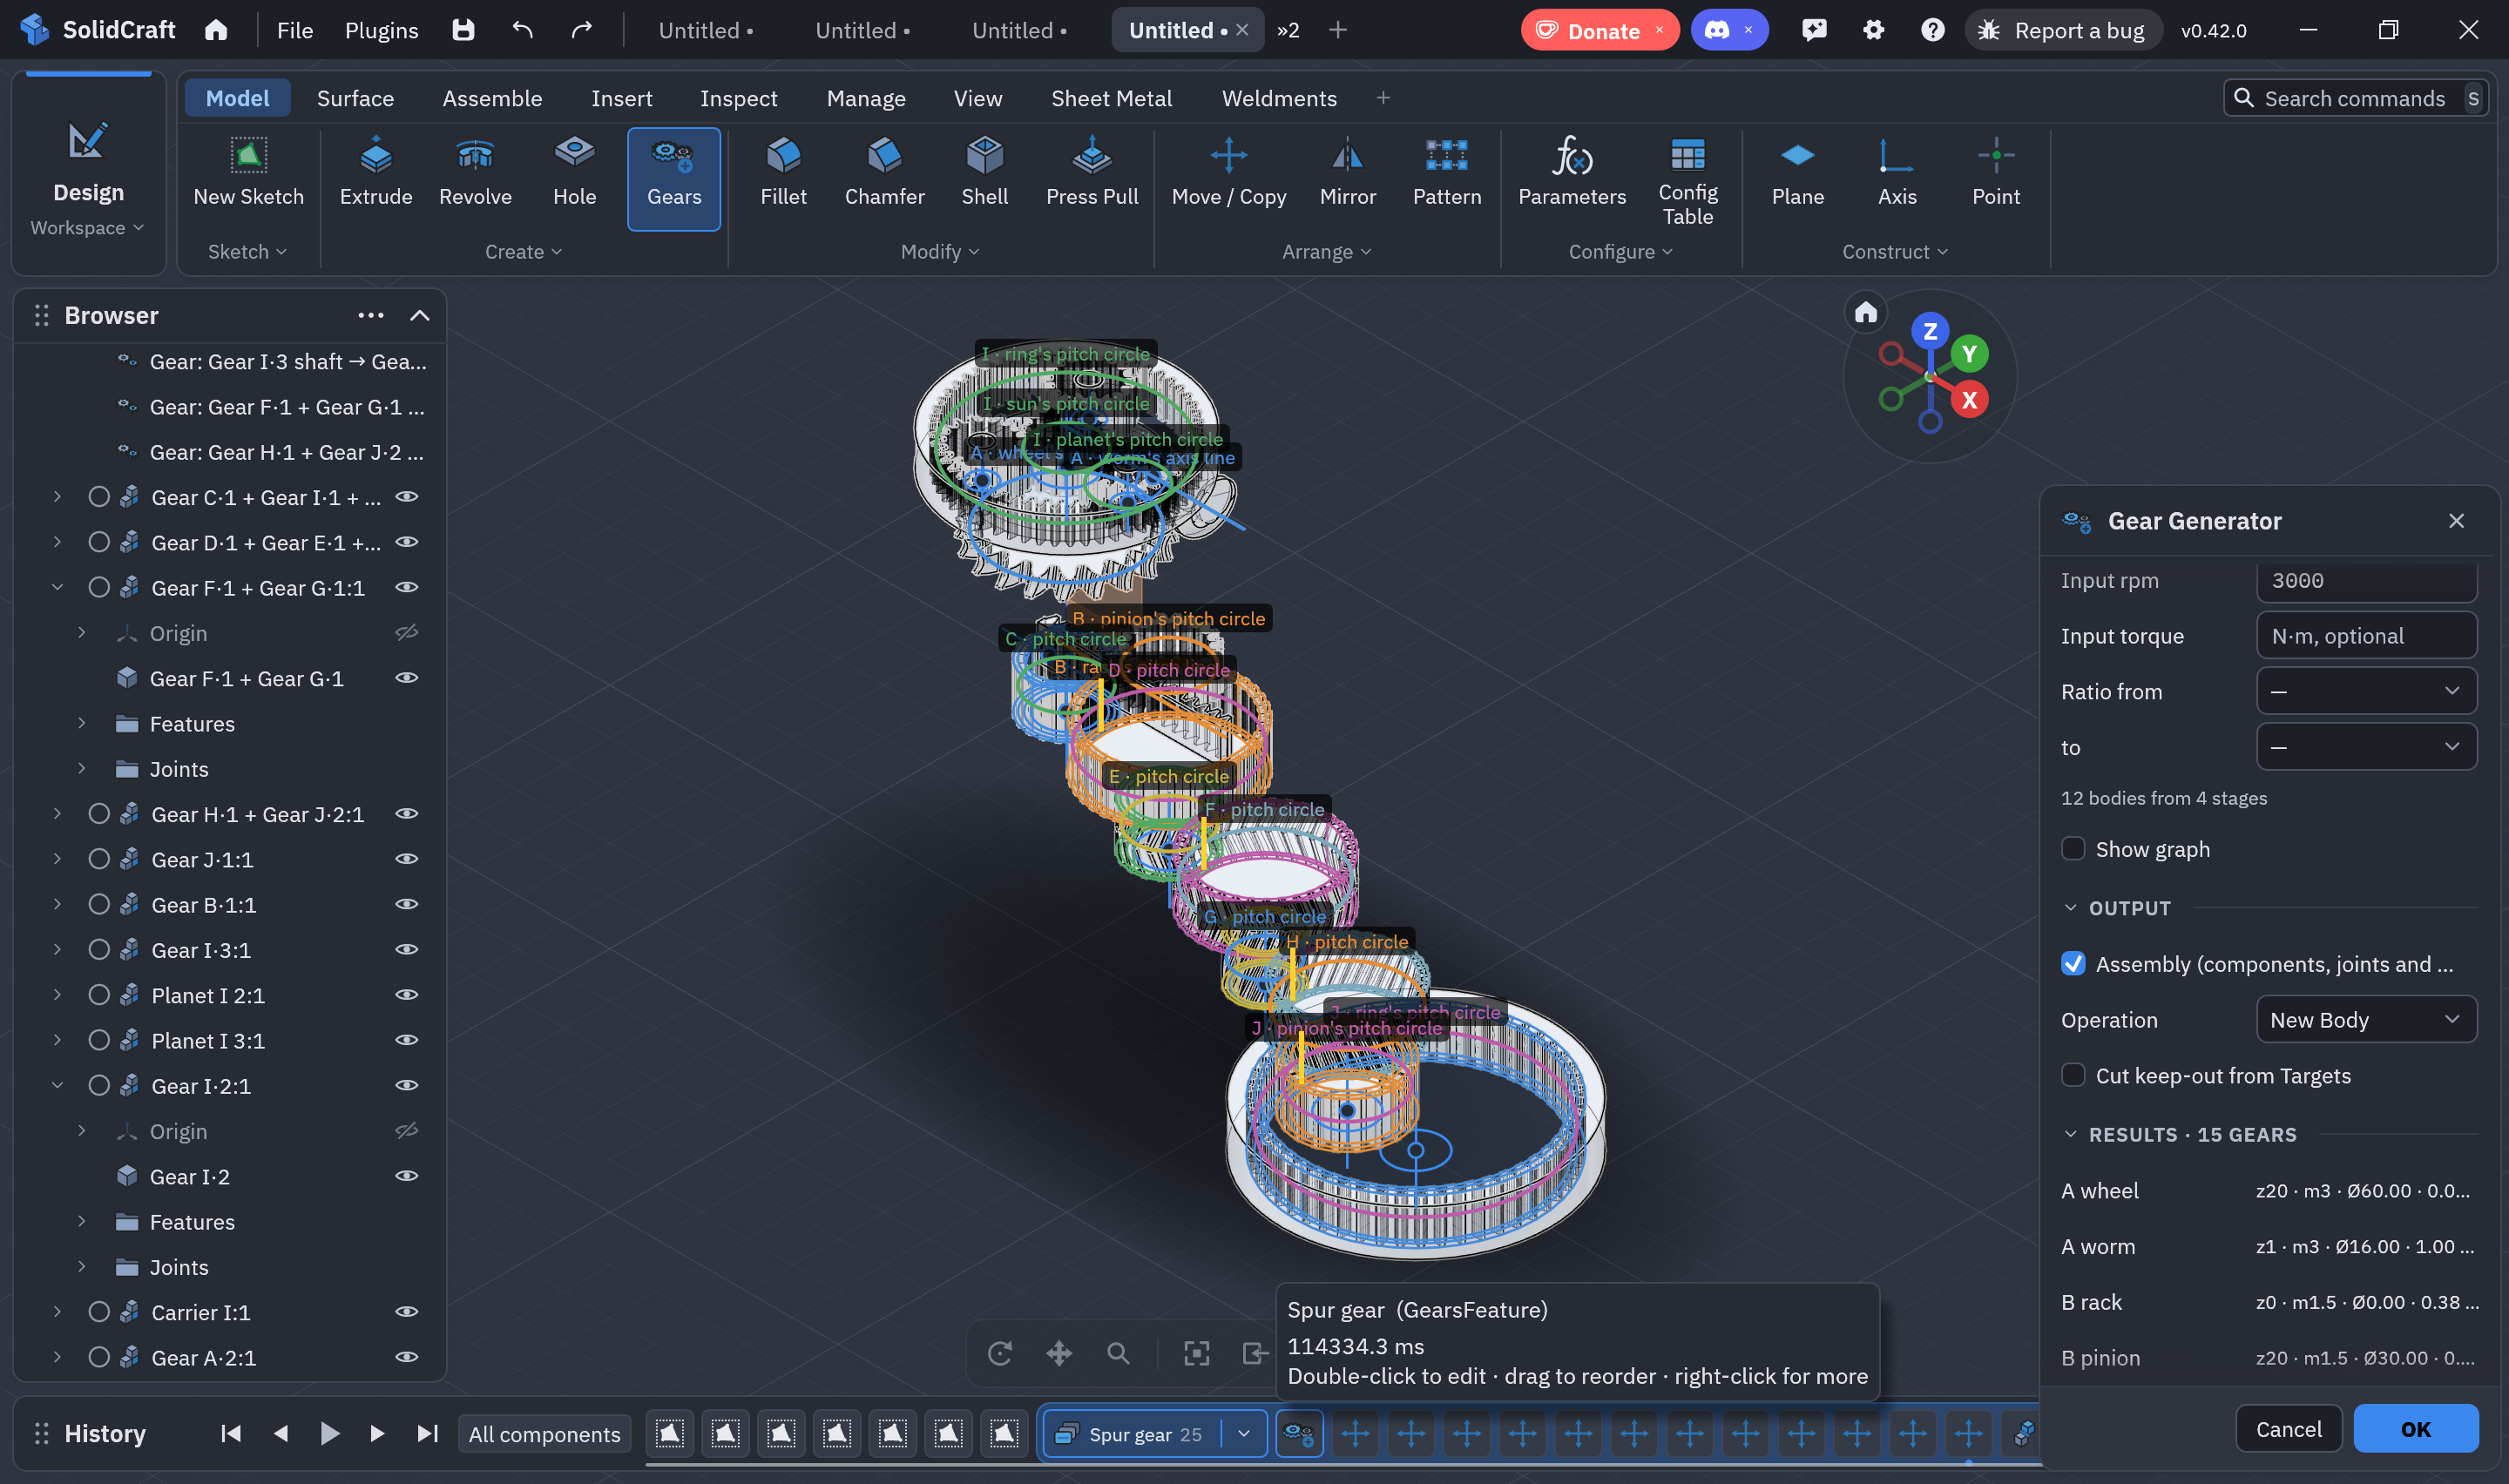 SolidCraft
File
Plugins
Untitled •
Untitled •
Untitled •
Untitled •
»2
Donate ×
×
Report a bug
v0.42.0
Design
Workspace
Model
Surface
Assemble
Insert
Inspect
Manage
View
Sheet Metal
Weldments
Search commands
S
New Sketch
Extrude
Revolve
Hole
Gears
Fillet
Chamfer
Shell
Press Pull
Move / Copy
Mirror
Pattern
Parameters
Config
Table
Plane
Axis
Point
Sketch
Create
Modify
Arrange
Configure
Construct
Browser
Gear: Gear I·3 shaft → Gea...
Gear: Gear F·1 + Gear G·1 ...
Gear: Gear H·1 + Gear J·2 ...
Gear C·1 + Gear I·1 + ...
Gear D·1 + Gear E·1 +...
Gear F·1 + Gear G·1:1
Origin
Gear F·1 + Gear G·1
Features
Joints
Gear H·1 + Gear J·2:1
Gear J·1:1
Gear B·1:1
Gear I·3:1
Planet I 2:1
Planet I 3:1
Gear I·2:1
Origin
Gear I·2
Features
Joints
Carrier I:1
Gear A·2:1
I · ring's pitch circle
I · sun's pitch circle
I · planet's pitch circle
A · wheel's
A · worm's axis line
B · pinion's pitch circle
C · pitch circle
B · ra
D · pitch circle
E · pitch circle
F · pitch circle
G · pitch circle
H · pitch circle
J · ring's pitch circle
J · pinion's pitch circle
Z
Y
X
Gear Generator
Input rpm
3000
Input torque
N·m, optional
Ratio from
—
to
—
12 bodies from 4 stages
Show graph
OUTPUT
Assembly (components, joints and ...
Operation
New Body
Cut keep-out from Targets
RESULTS · 15 GEARS
A wheel
z20 · m3 · Ø60.00 · 0.0...
A worm
z1 · m3 · Ø16.00 · 1.00 ...
B rack
z0 · m1.5 · Ø0.00 · 0.38 ...
B pinion
z20 · m1.5 · Ø30.00 · 0....
Cancel
OK
Spur gear (GearsFeature)
114334.3 ms
Double-click to edit · drag to reorder · right-click for more
History
All components
Spur gear 25